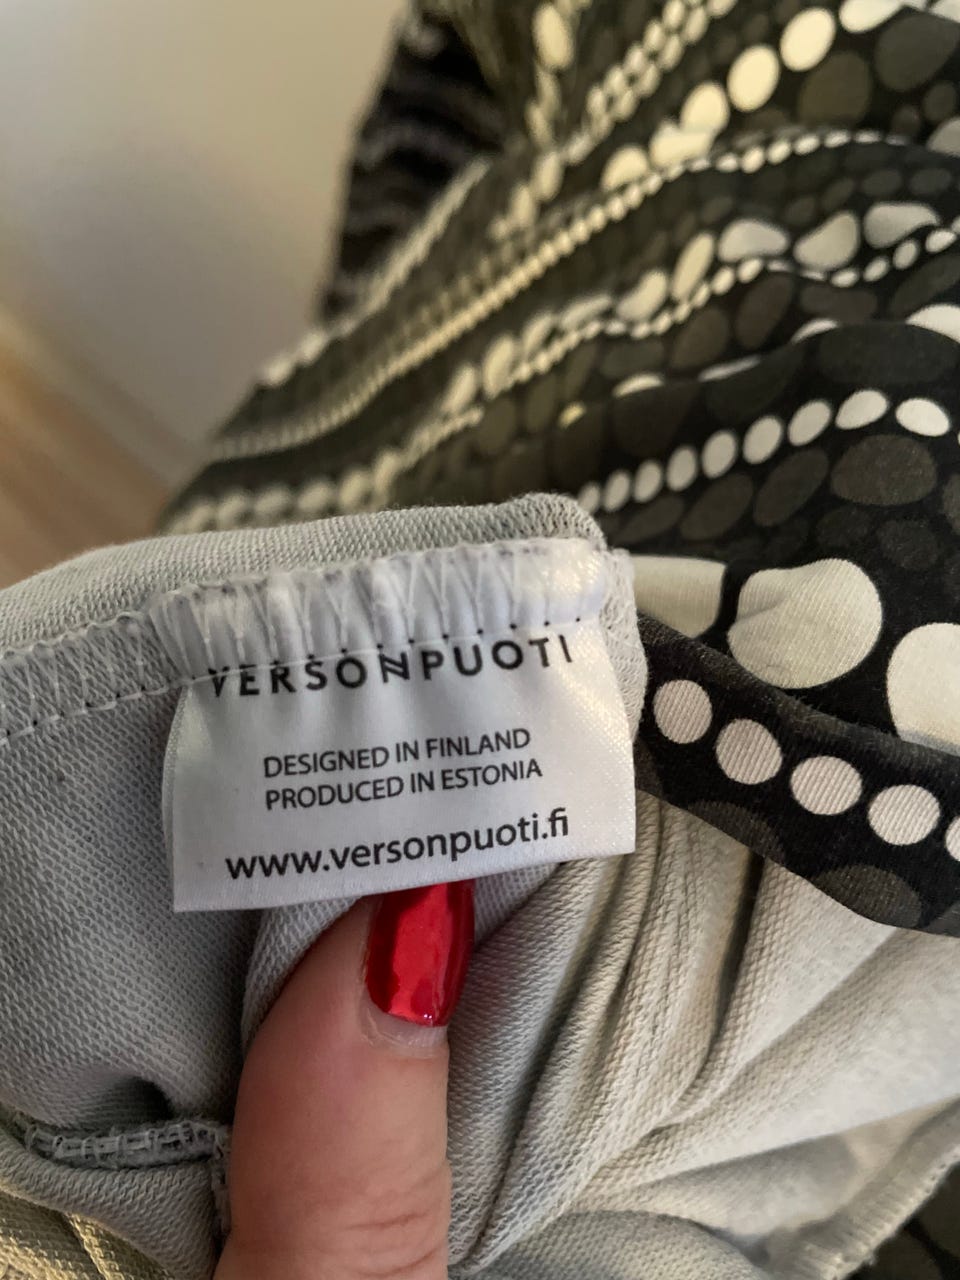 VERSONPUOTI
DESIGNED IN FINLAND
PRODUCED IN ESTONIA
www.versonpuoti.fi